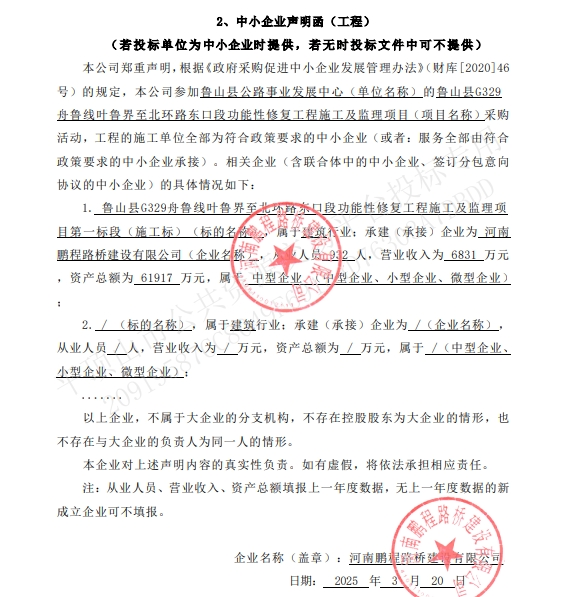 2、中小企业声明函（工程）
（若投标单位为中小企业时提供，若无时投标文件中可不提供）
本公司郑重声明，根据《政府采购促进中小企业发展管理办法》（财库[2020]46
号）的规定，本公司参加鲁山县公路事业发展中心（单位名称）的鲁山县G329
舟鲁线叶鲁界至北环路东口段功能性修复工程施工及监理项目(项目名称)采购
活动，工程的施工单位全部为符合政策要求的中小企业（或者：服务全部由符合
政策要求的中小企业承接）。相关企业（含联合体中的中小企业、签订分包意向
协议的中小企业）的具体情况如下：
1. 鲁山县G329舟鲁线叶鲁界至北环路东口段功能性修复工程施工及监理项
目第一标段（施工标）（标的名称），属于建筑行业；承建（承接）企业为 河南
鹏程路桥建设有限公司（企业名称），从业人员 932 人，营业收入为 6831 万元
，资产总额为 61917 万元，属于 中型企业 （中型企业、小型企业、微型企业）
；
2. / （标的名称），属于建筑行业；承建（承接）企业为 /（企业名称），
从业人员 / 人，营业收入为 / 万元，资产总额为 / 万元，属于 /（中型企业、
小型企业、微型企业）；
.......
以上企业，不属于大企业的分支机构，不存在控股股东为大企业的情形，也
不存在与大企业的负责人为同一人的情形。
本企业对上述声明内容的真实性负责。如有虚假，将依法承担相应责任。
注：从业人员、营业收入、资产总额填报上一年度数据，无上一年度数据的新
成立企业可不填报。
企业名称（盖章）：河南鹏程路桥建设有限公司
日期： 2025 年 3 月 20 日
河南鹏程路桥建设有限公司
河南鹏程路桥建设有限公司